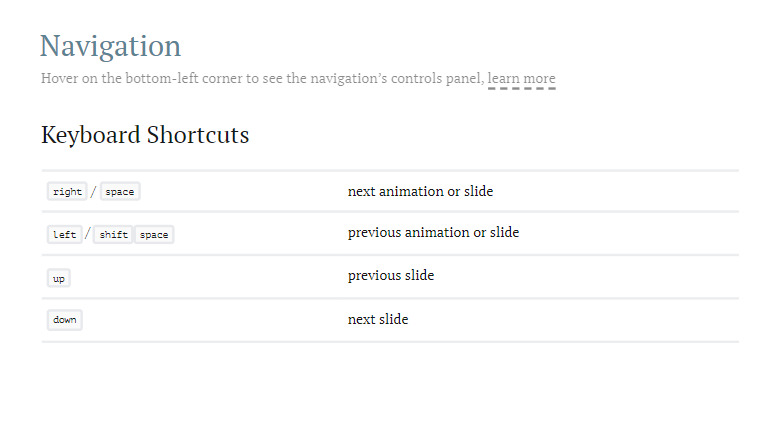 Navigation
Hover on the bottom-left corner to see the navigation’s controls panel, learn more
Keyboard Shortcuts
right / space next animation or slide
left / shift space previous animation or slide
up previous slide
down next slide